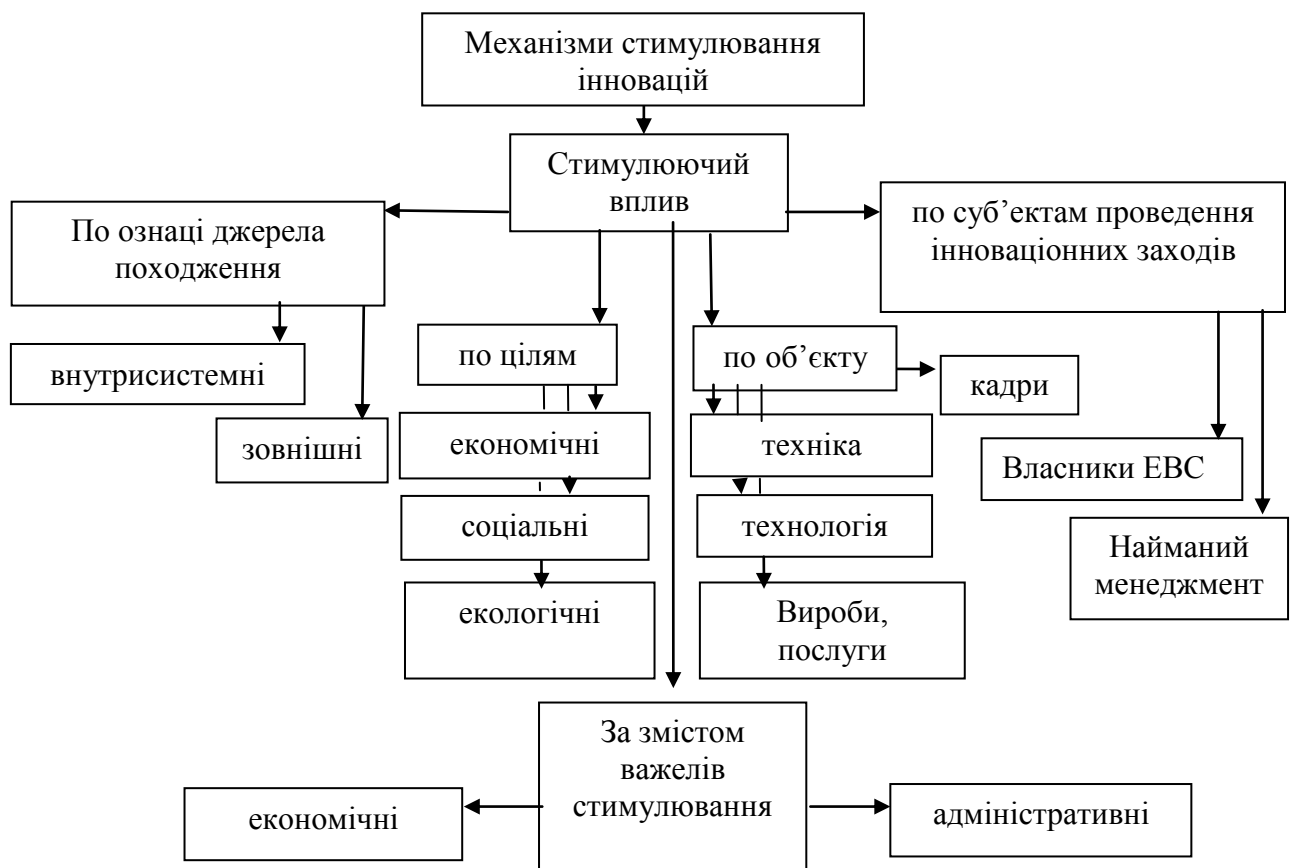 Механізми стимулювання
інновацій
Стимулюючий
вплив
По ознаці джерела
походження
по суб’ектам проведення
інноваціонних заходів
внутрисистемні
зовнішні
по цілям
по об’єкту
кадри
економічні
техніка
Власники ЕВС
соціальні
технологія
Найманий
менеджмент
екологічні
Вироби,
послуги
За змістом
важелів
стимулювання
економічні
адміністративні